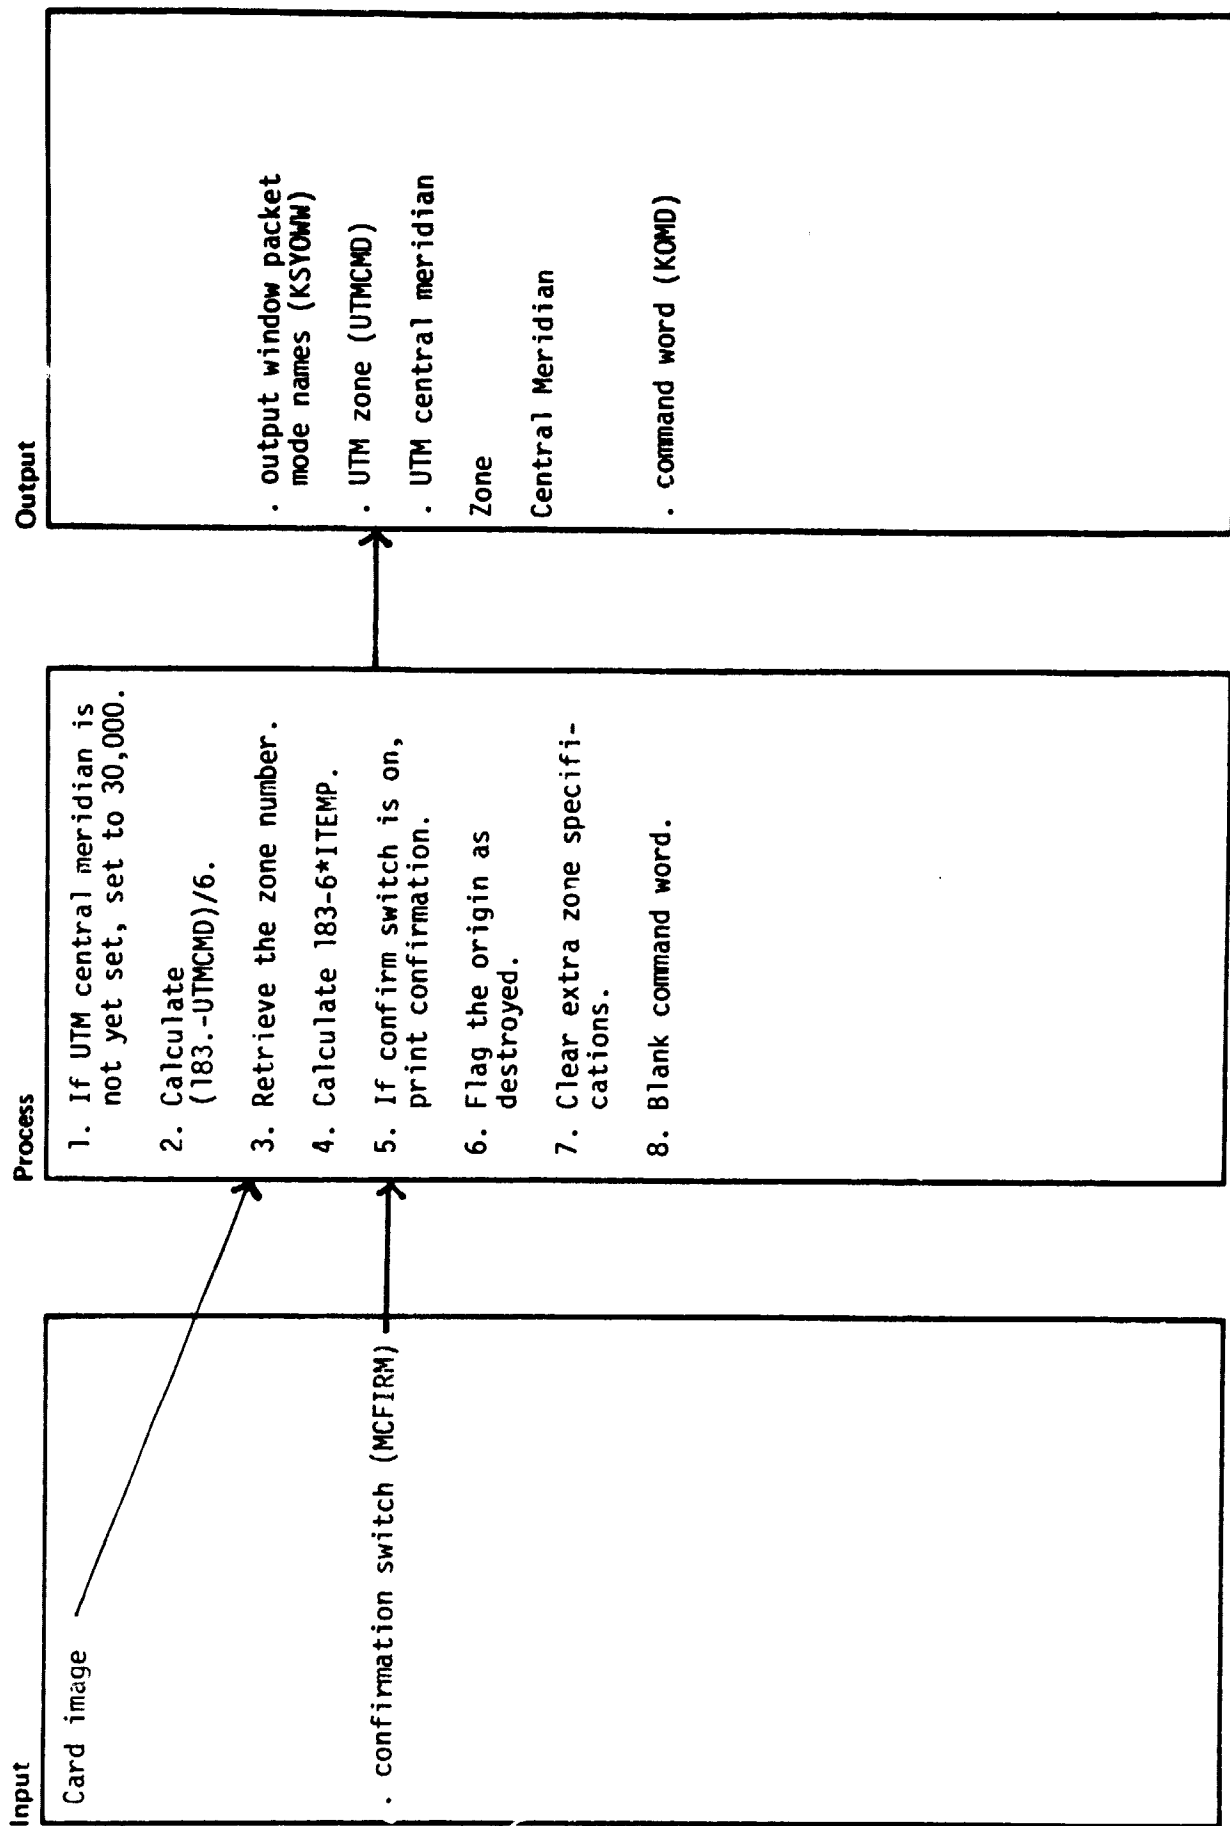 Input
Card image
. confirmation switch (MCFIRM)
Process
1. If UTM central meridian is
not yet set, set to 30,000.
2. Calculate
(183.-UTMCMD)/6.
3. Retrieve the zone number.
4. Calculate 183-6*ITEMP.
5. If confirm switch is on,
print confirmation.
6. Flag the origin as
destroyed.
7. Clear extra zone specifi-
cations.
8. Blank command word.
Output
. output window packet
mode names (KSYOWW)
. UTM zone (UTMCMD)
. UTM central meridian
Zone
Central Meridian
. command word (KOMD)